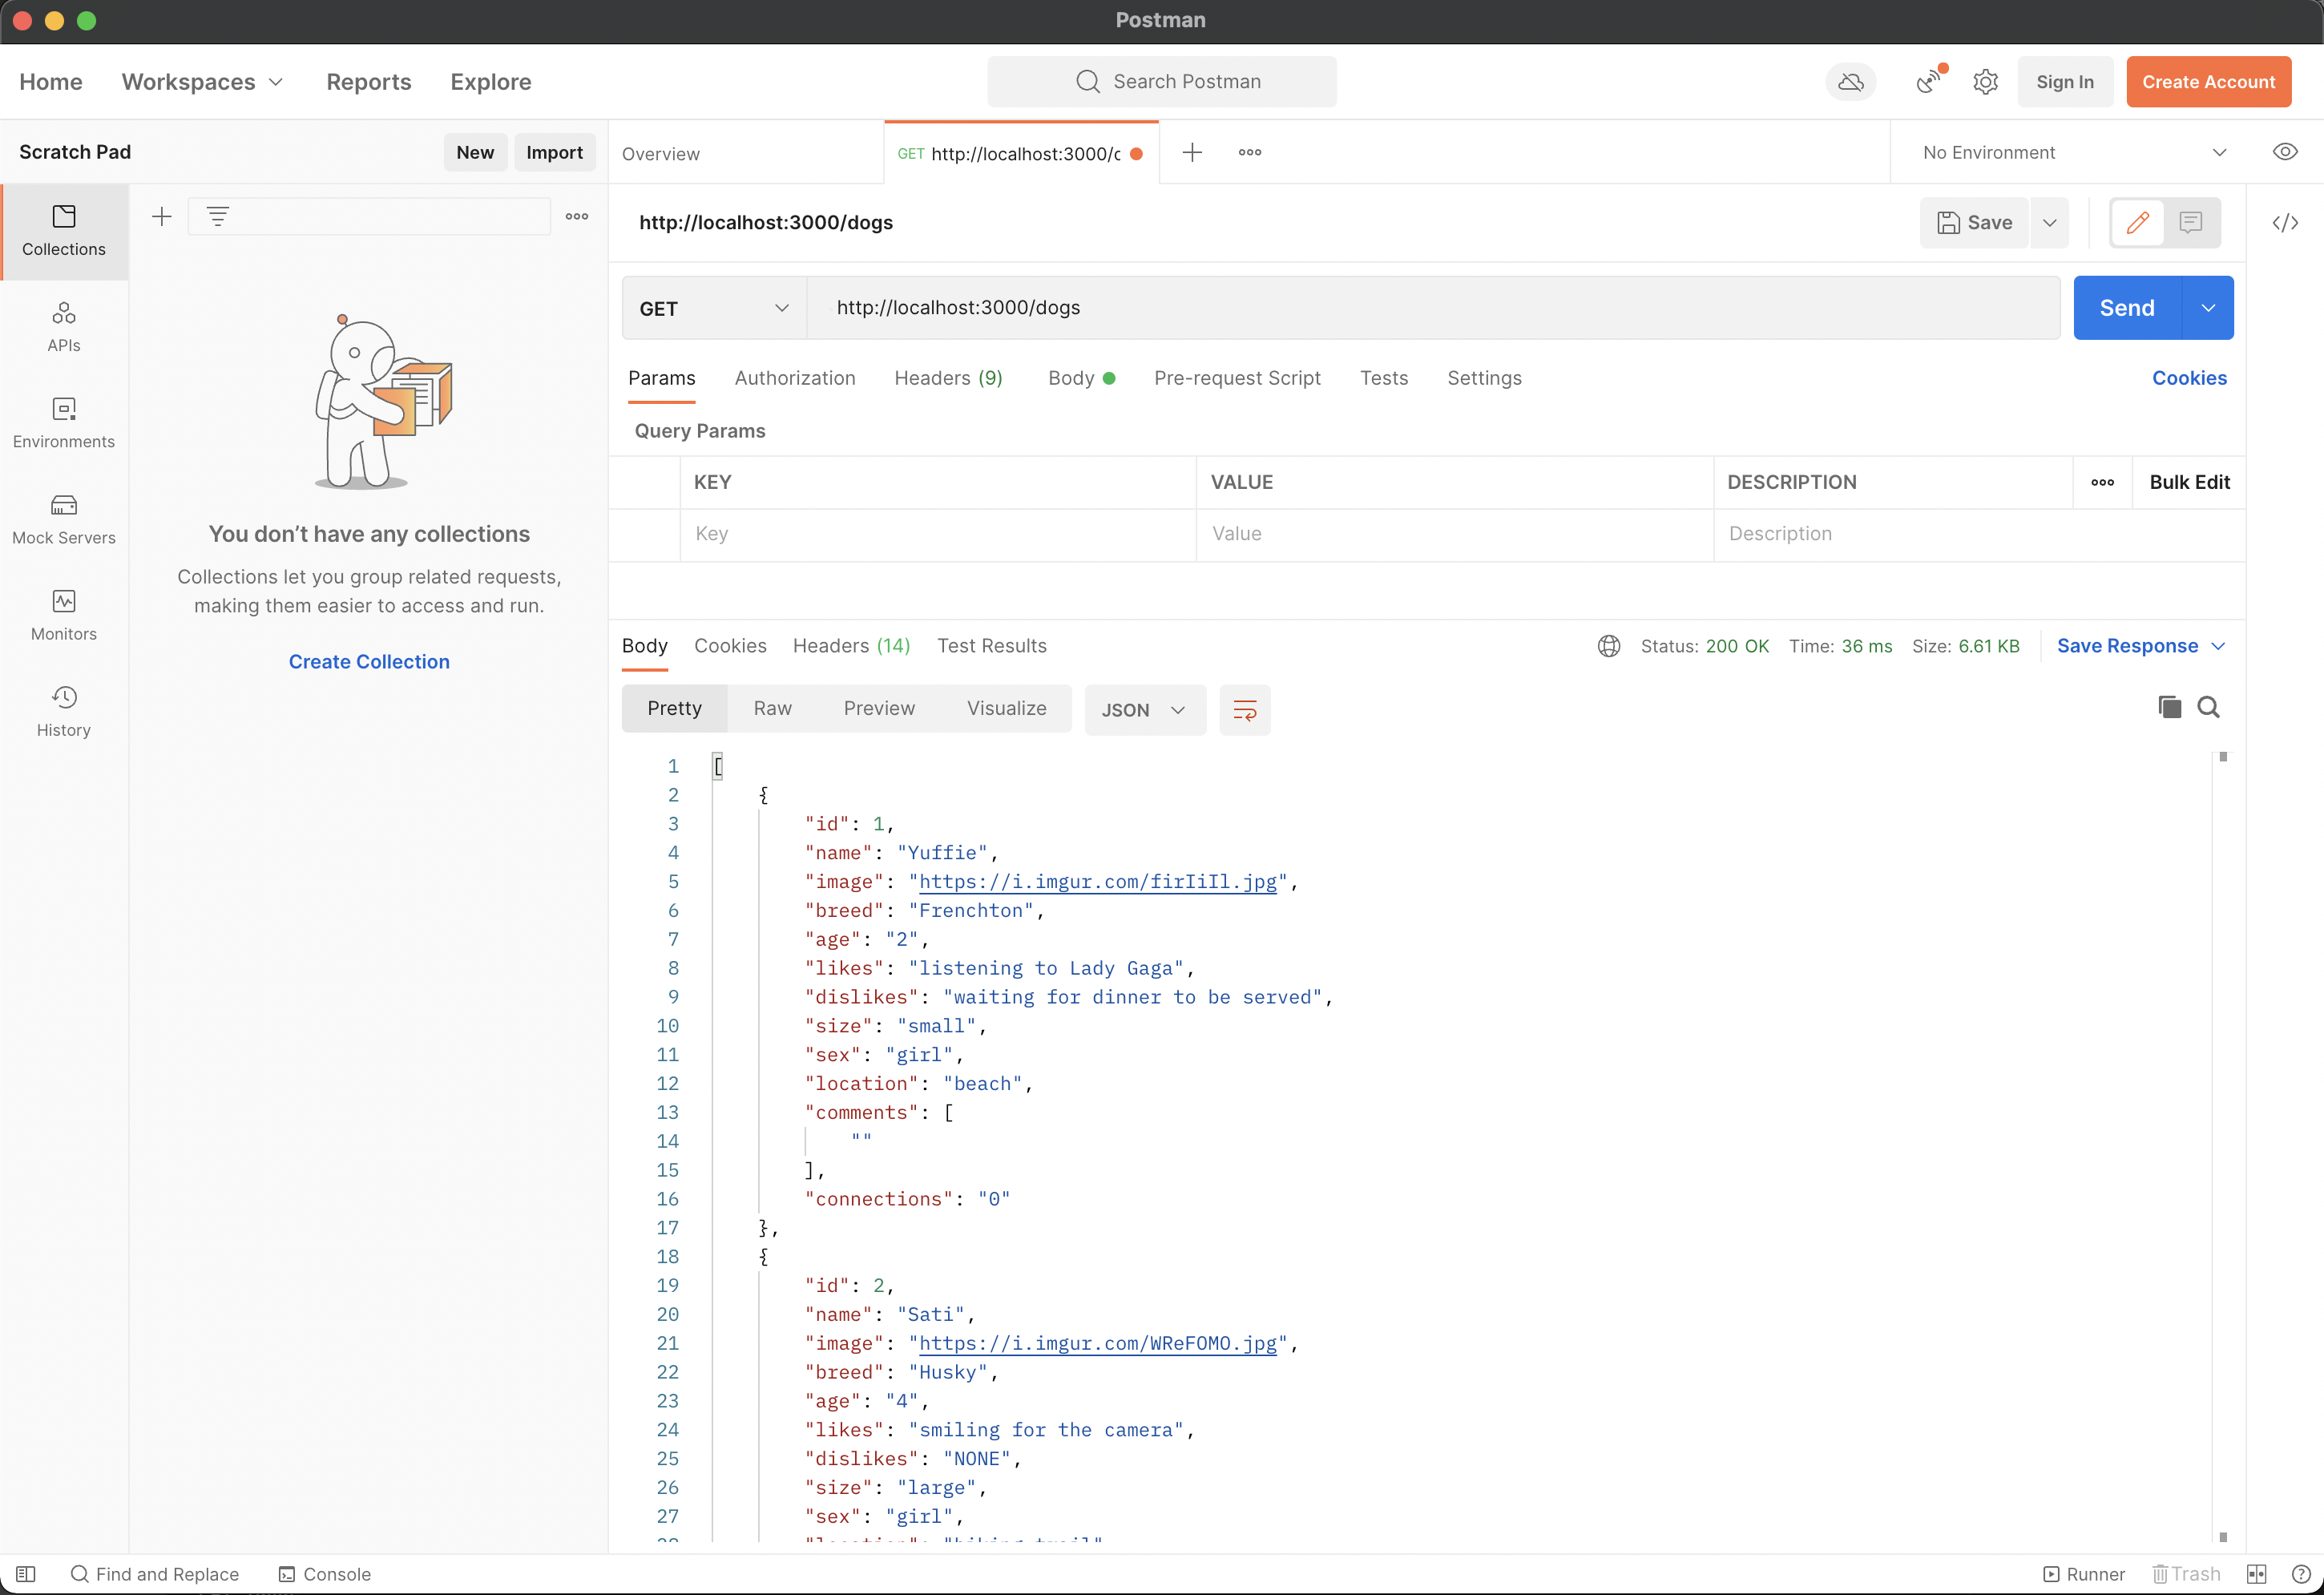 Postman
Home Workspaces Reports Explore Search Postman Sign In Create Account
Scratch Pad New Import Overview GET http://localhost:3000/c No Environment
Collections
APIs
Environments
Mock Servers
Monitors
History
You don’t have any collections
Collections let you group related requests,
making them easier to access and run.
Create Collection
http://localhost:3000/dogs Save
GET http://localhost:3000/dogs Send
Params Authorization Headers (9) Body Pre-request Script Tests Settings Cookies
Query Params
KEY VALUE DESCRIPTION Bulk Edit
Key Value Description
Body Cookies Headers (14) Test Results Status: 200 OK Time: 36 ms Size: 6.61 KB Save Response
Pretty Raw Preview Visualize JSON
1 [
2 {
3 "id": 1,
4 "name": "Yuffie",
5 "image": "https://i.imgur.com/firIiIl.jpg",
6 "breed": "Frenchton",
7 "age": "2",
8 "likes": "listening to Lady Gaga",
9 "dislikes": "waiting for dinner to be served",
10 "size": "small",
11 "sex": "girl",
12 "location": "beach",
13 "comments": [
14 ""
15 ],
16 "connections": "0"
17 },
18 {
19 "id": 2,
20 "name": "Sati",
21 "image": "https://i.imgur.com/WReFOMO.jpg",
22 "breed": "Husky",
23 "age": "4",
24 "likes": "smiling for the camera",
25 "dislikes": "NONE",
26 "size": "large",
27 "sex": "girl",
Find and Replace Console Runner Trash